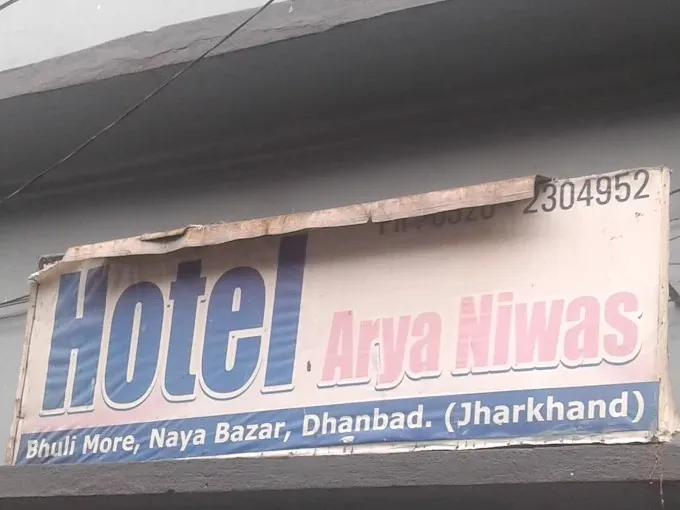 2304952
Hotel Arya Niwas
Bhuli More, Naya Bazar, Dhanbad. (Jharkhand)